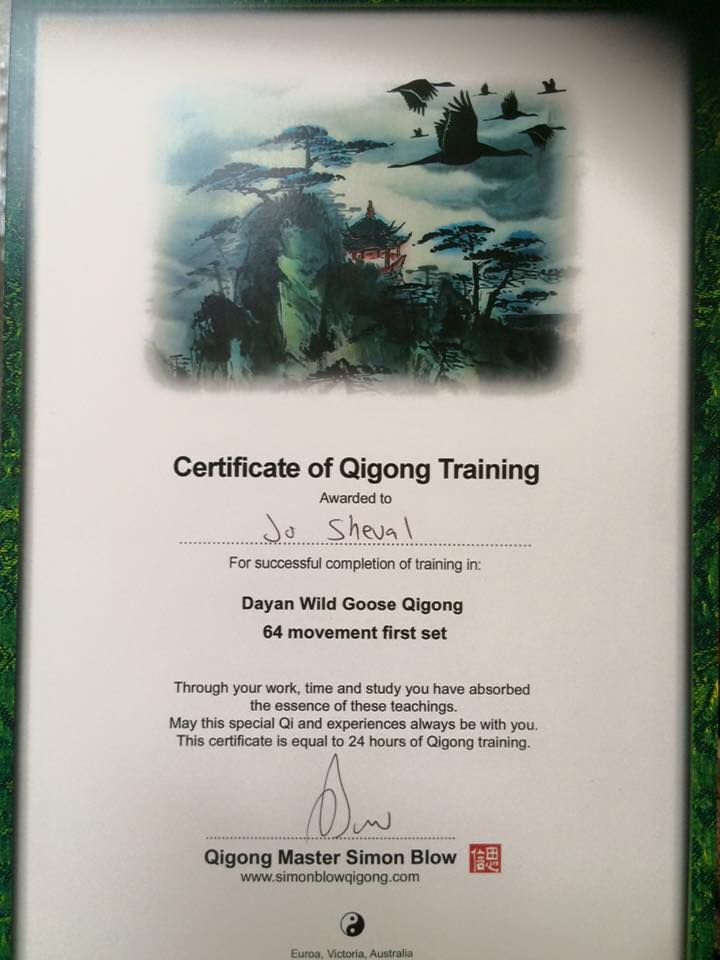 Certificate of Qigong Training
Awarded to
Jo Sheval
For successful completion of training in:
Dayan Wild Goose Qigong
64 movement first set
Through your work, time and study you have absorbed
the essence of these teachings.
May this special Qi and experiences always be with you.
This certificate is equal to 24 hours of Qigong training.
Qigong Master Simon Blow
www.simonblowqigong.com
Euroa, Victoria, Australia